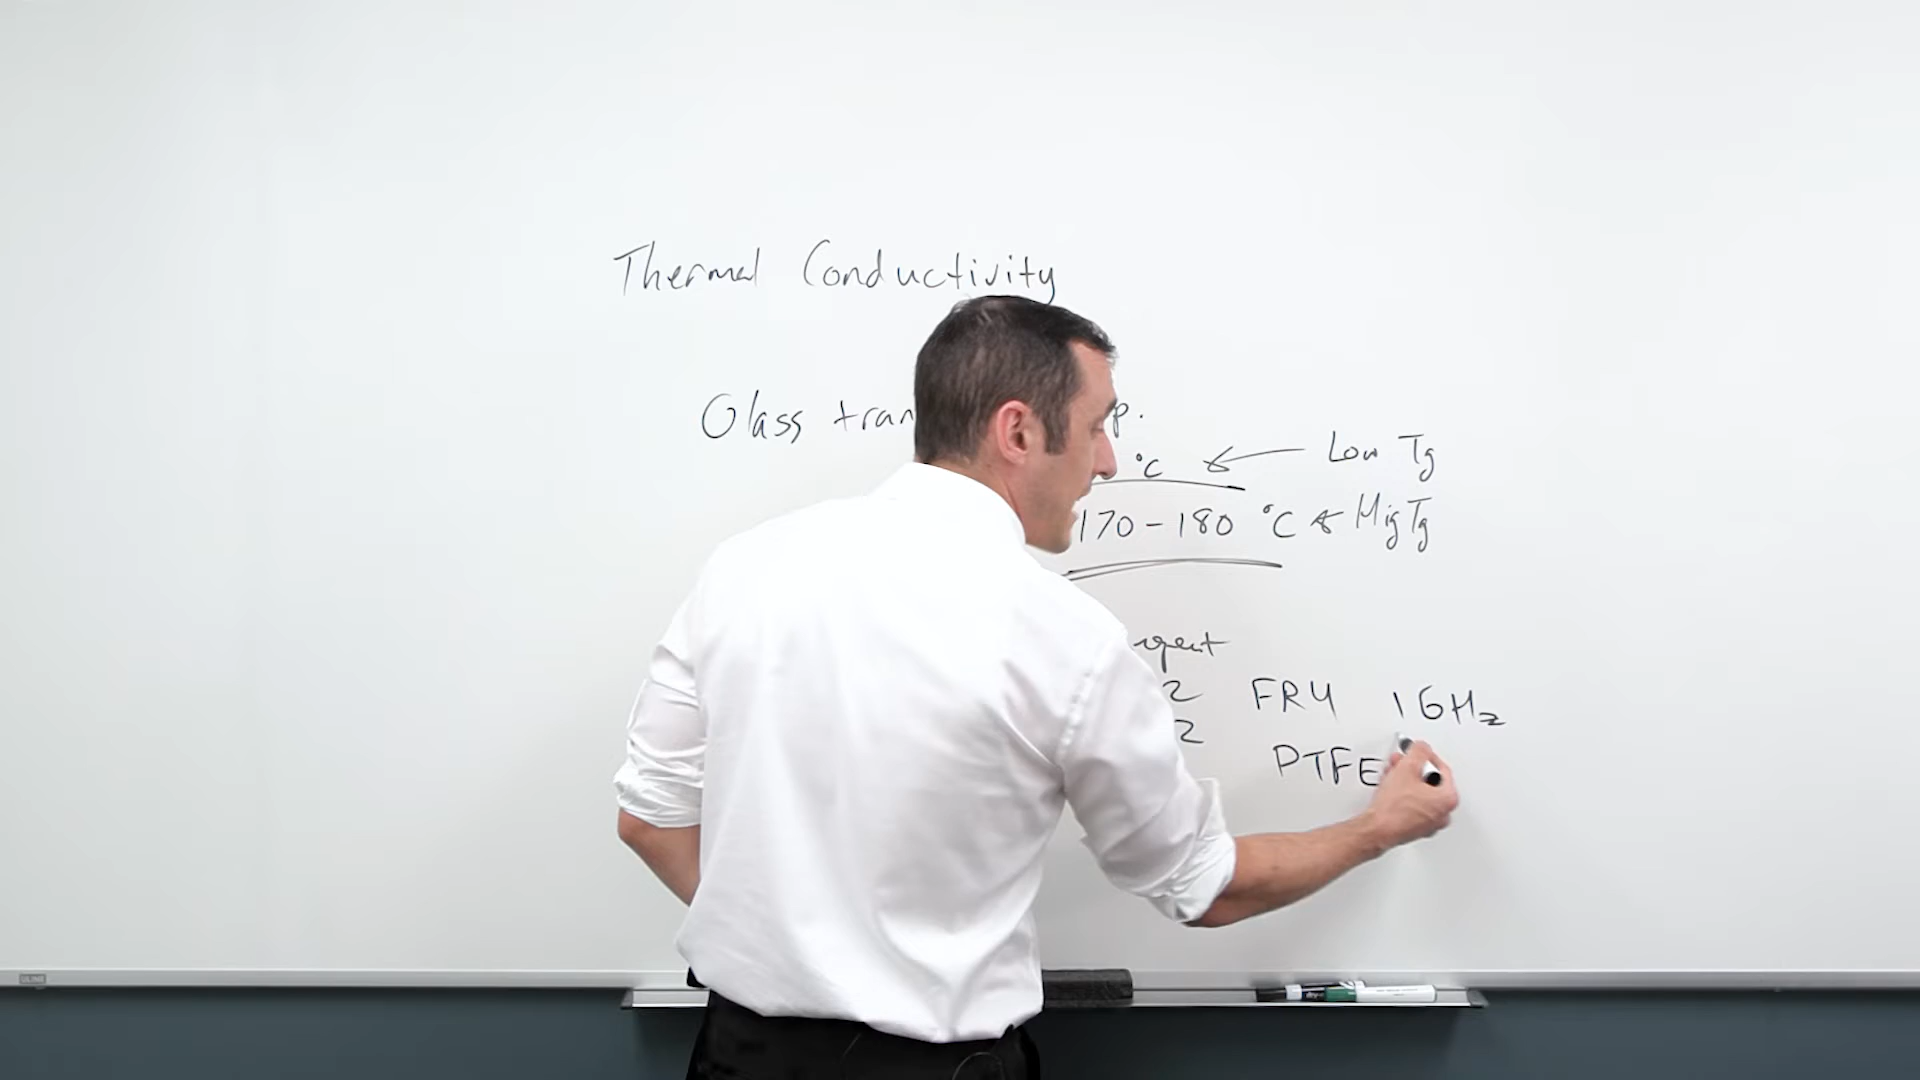 Thermal Conductivity
Glass tran p.
°C ← Low Tg
170-180 °C ← Hig Tg
gent
2 FR4 1GHz
2
PTFE